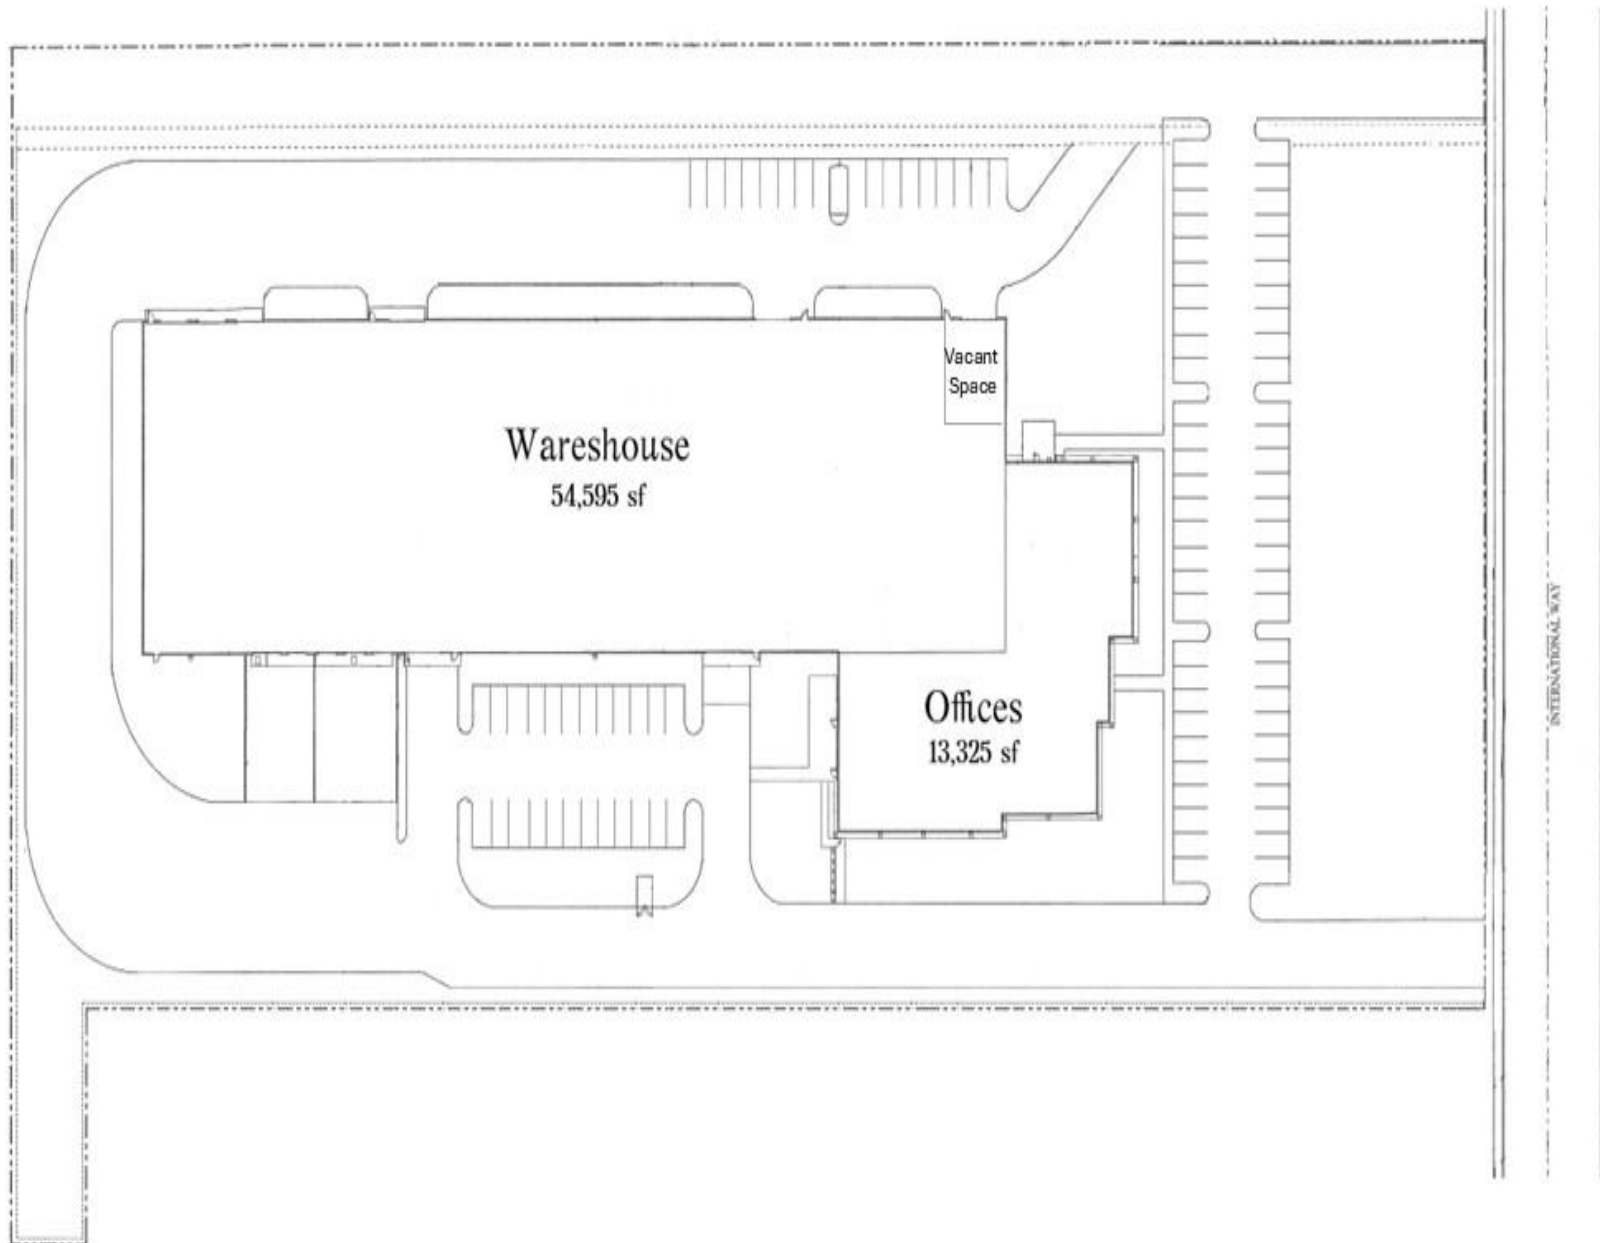 Vacant
Space
Wareshouse
54,595 sf
Offices
13,325 sf
INTERNATIONAL WAY